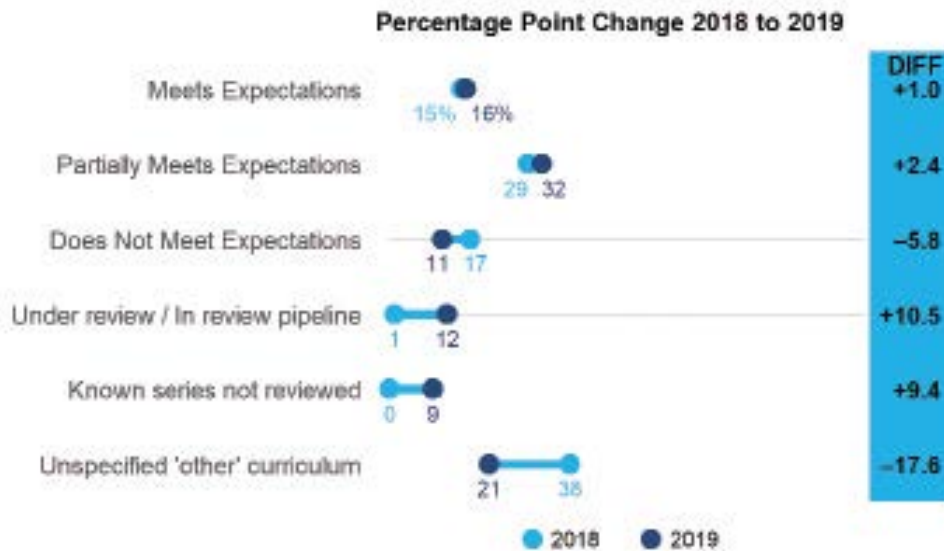 Percentage Point Change 2018 to 2019
DIFF
Meets Expectations
15% 16%
+1.0
Partially Meets Expectations
29 32
+2.4
Does Not Meet Expectations
11 17
–5.8
Under review / In review pipeline
1 12
+10.5
Known series not reviewed
0 9
+9.4
Unspecified 'other' curriculum
21 38
–17.6
2018 2019